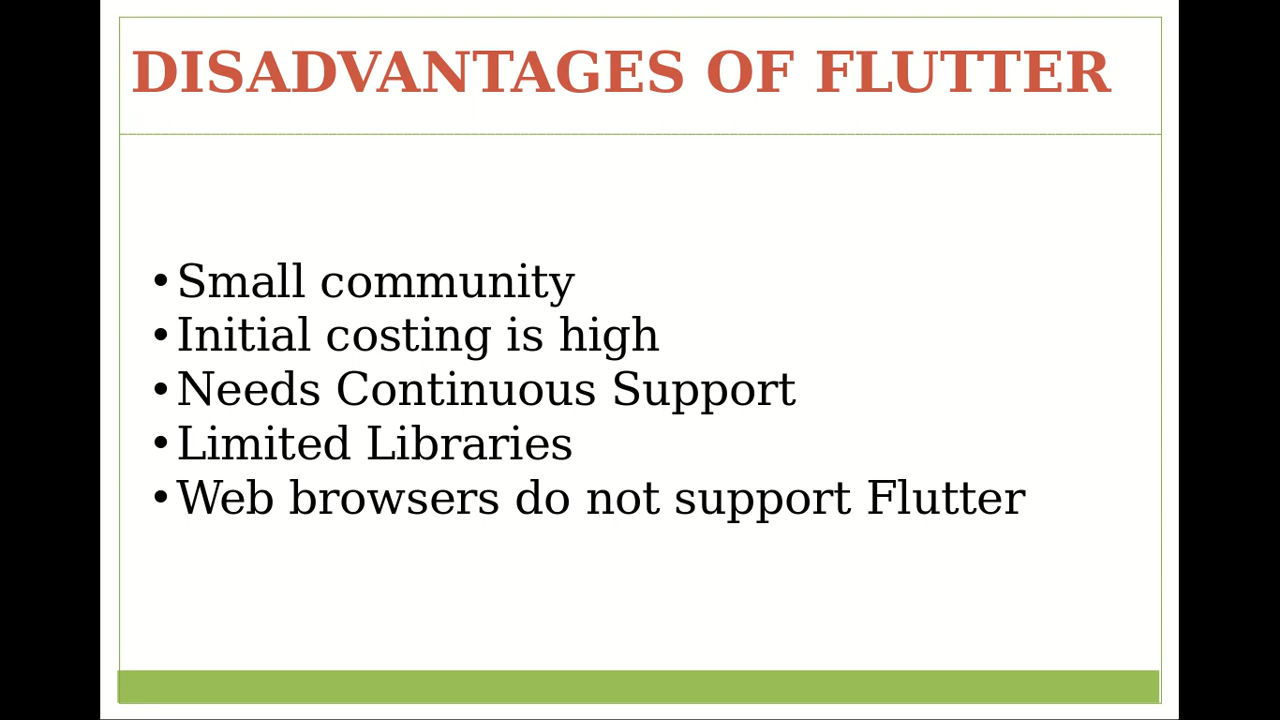 DISADVANTAGES OF FLUTTER
•Small community
•Initial costing is high
•Needs Continuous Support
•Limited Libraries
•Web browsers do not support Flutter